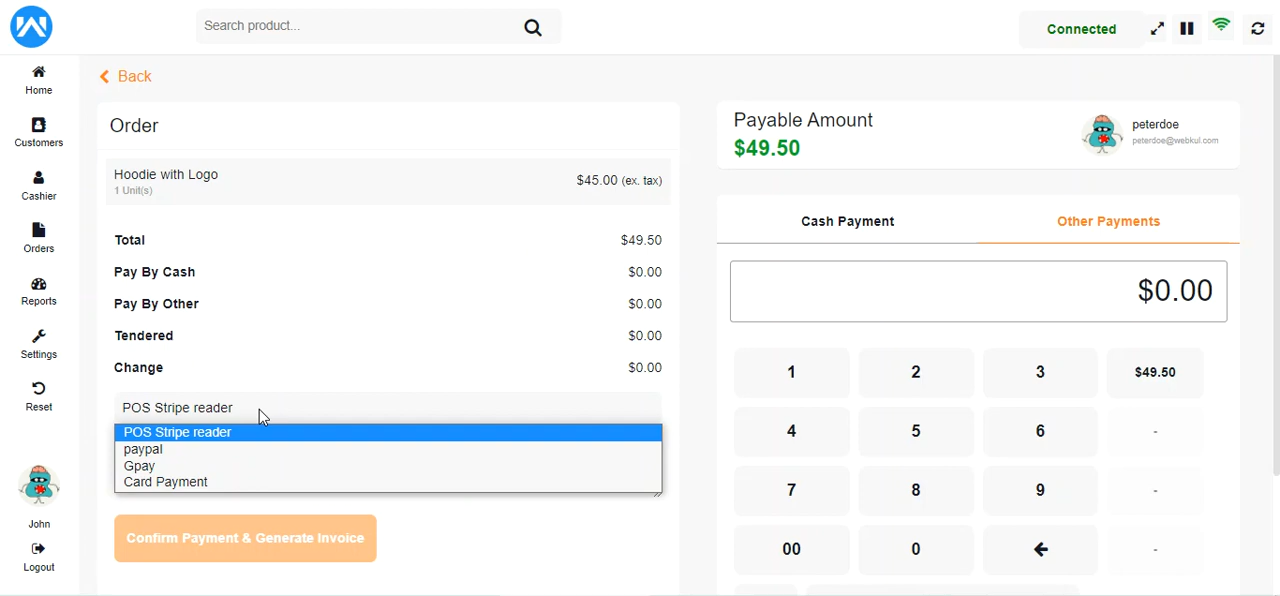 Search product...
Connected
Home
Customers
Cashier
Orders
Reports
Settings
Reset
John
Logout
Back
Order
Hoodie with Logo
1 Unit(s)
$45.00 (ex. tax)
Total $49.50
Pay By Cash $0.00
Pay By Other $0.00
Tendered $0.00
Change $0.00
POS Stripe reader
POS Stripe reader
paypal
Gpay
Card Payment
Confirm Payment & Generate Invoice
Payable Amount
$49.50
peterdoe
peterdoe@webkul.com
Cash Payment Other Payments
$0.00
1 2 3 $49.50
4 5 6 -
7 8 9 -
00 0 -